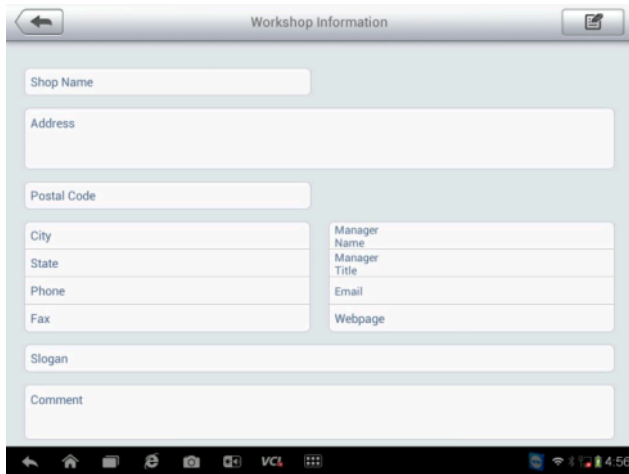 Workshop Information
Shop Name
Address
Postal Code
City
State
Phone
Fax
Manager
Name
Manager
Title
Email
Webpage
Slogan
Comment
VCI
4:56